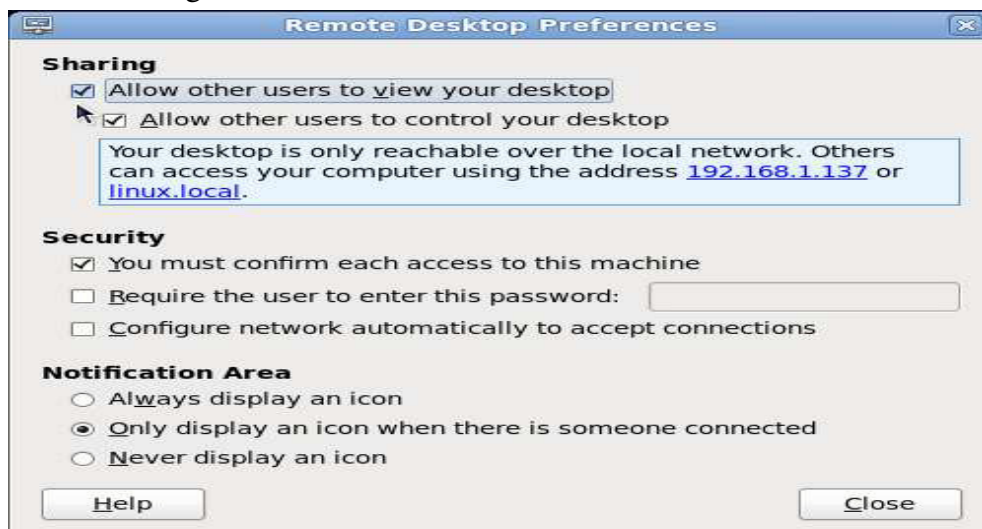 Remote Desktop Preferences
Sharing
Allow other users to view your desktop
Allow other users to control your desktop
Your desktop is only reachable over the local network. Others
can access your computer using the address 192.168.1.137 or
linux.local.
Security
You must confirm each access to this machine
Require the user to enter this password:
Configure network automatically to accept connections
Notification Area
Always display an icon
Only display an icon when there is someone connected
Never display an icon
Help
Close